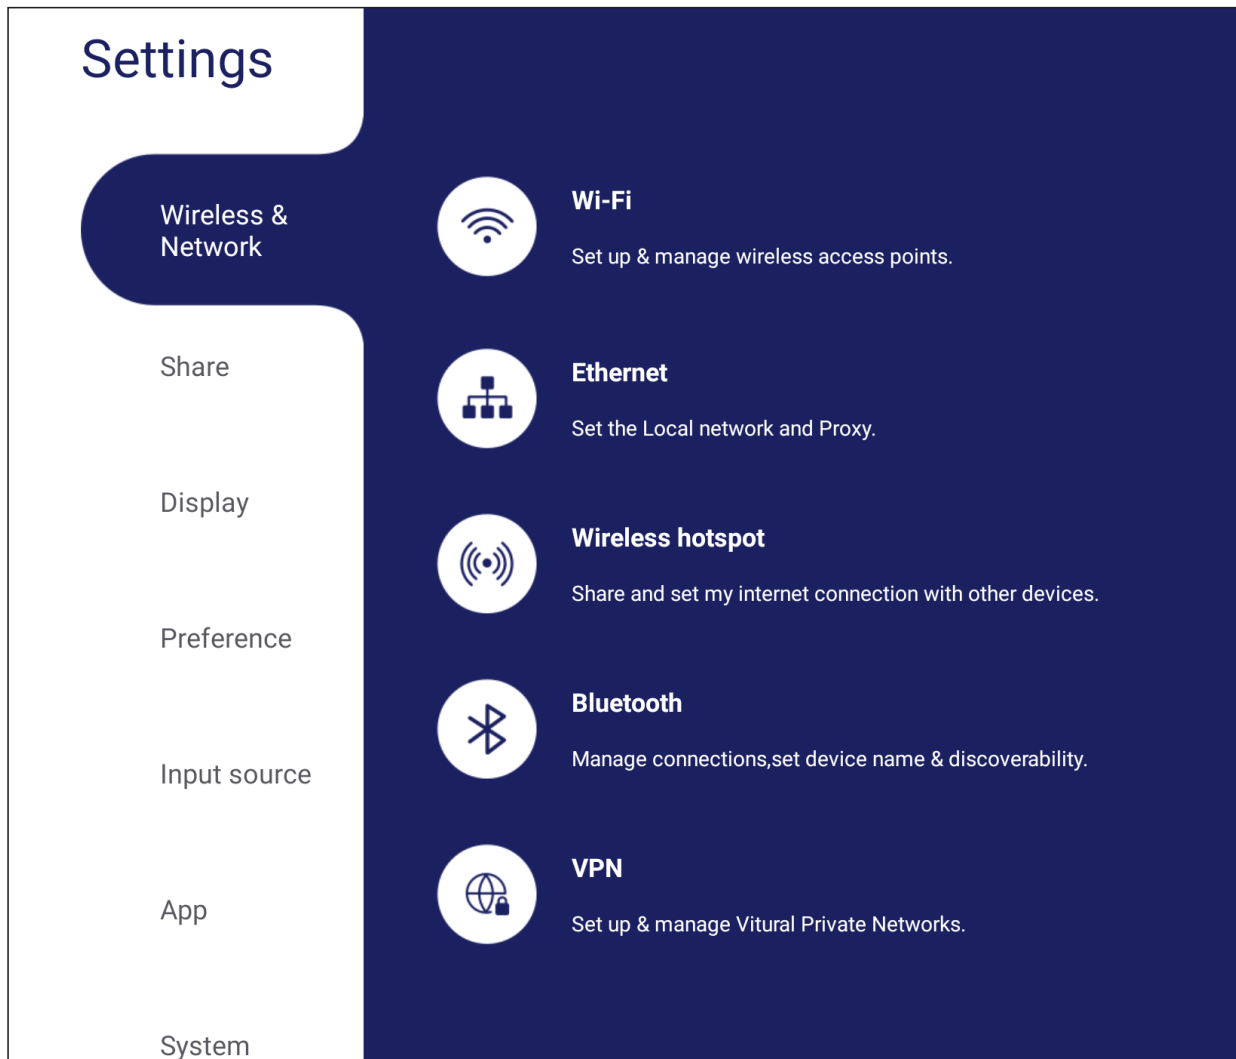 Settings
Wireless &
Network
Share
Display
Preference
Input source
App
System
Wi-Fi
Set up & manage wireless access points.
Ethernet
Set the Local network and Proxy.
Wireless hotspot
Share and set my internet connection with other devices.
Bluetooth
Manage connections,set device name & discoverability.
VPN
Set up & manage Vitural Private Networks.